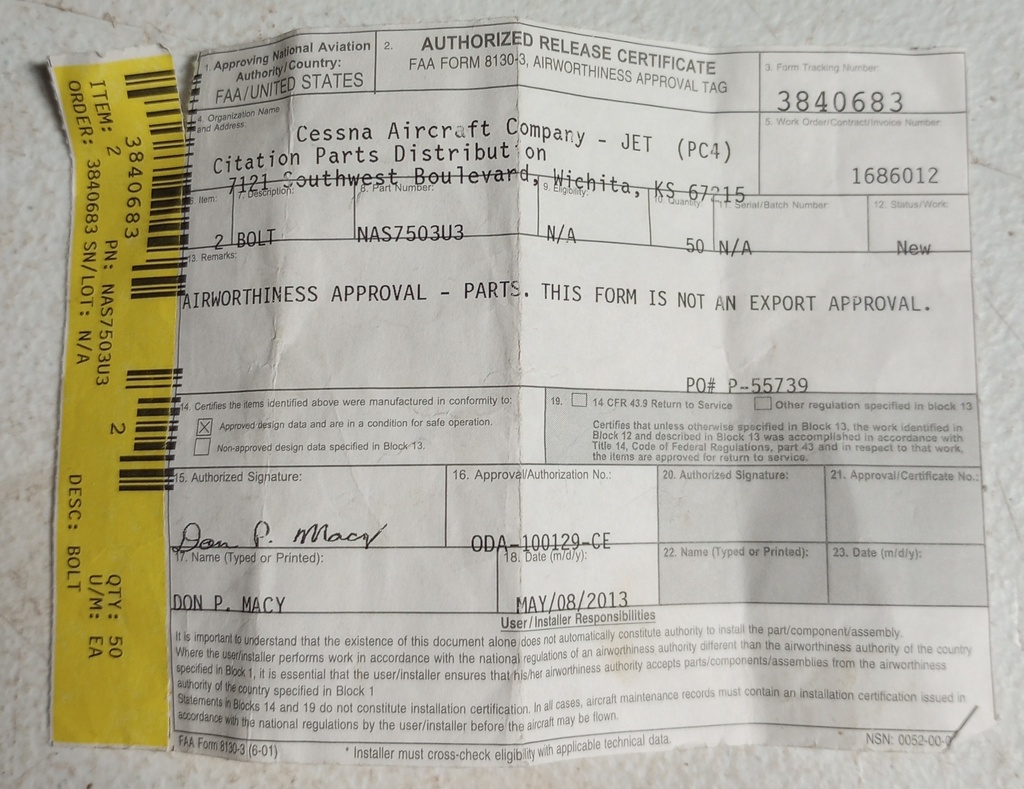 ITEM: 2 PN: NAS7503U3 2 QTY: 50
ORDER: 3840683 SN/LOT: N/A DESC: BOLT U/M: EA
3840683
1. Approving National Aviation
Authority/Country:
FAA/UNITED STATES
2. AUTHORIZED RELEASE CERTIFICATE
FAA FORM 8130-3, AIRWORTHINESS APPROVAL TAG
3. Form Tracking Number:
3840683
4. Organization Name
and Address:
Cessna Aircraft Company - JET (PC4)
Citation Parts Distribution
7121 Southwest Boulevard, Wichita, KS 67215
5. Work Order/Contract/Invoice Number:
1686012
6. Item: 7. Description: 8. Part Number: 9. Eligibility: 10. Quantity: 11. Serial/Batch Number: 12. Status/Work:
2 BOLT NAS7503U3 N/A 50 N/A New
13. Remarks:
AIRWORTHINESS APPROVAL - PARTS. THIS FORM IS NOT AN EXPORT APPROVAL.
PO# P-55739
14. Certifies the items identified above were manufactured in conformity to:
Approved design data and are in a condition for safe operation.
Non-approved design data specified in Block 13.
19. 14 CFR 43.9 Return to Service Other regulation specified in block 13
Certifies that unless otherwise specified in Block 13, the work identified in
Block 12 and described in Block 13 was accomplished in accordance with
Title 14, Code of Federal Regulations, part 43 and in respect to that work,
the items are approved for return to service.
15. Authorized Signature:
Don P. Macy
16. Approval/Authorization No.:
ODA-100129-CE
20. Authorized Signature:
21. Approval/Certificate No.:
17. Name (Typed or Printed):
DON P. MACY
18. Date (m/d/y):
MAY/08/2013
22. Name (Typed or Printed):
23. Date (m/d/y):
User/Installer Responsibilities
It is important to understand that the existence of this document alone does not automatically constitute authority to install the part/component/assembly.
Where the user/installer performs work in accordance with the national regulations of an airworthiness authority different than the airworthiness authority of the country
specified in Block 1, it is essential that the user/installer ensures that his/her airworthiness authority accepts parts/components/assemblies from the airworthiness
authority of the country specified in Block 1
Statements in Blocks 14 and 19 do not constitute installation certification. In all cases, aircraft maintenance records must contain an installation certification issued in
accordance with the national regulations by the user/installer before the aircraft may be flown.
FAA Form 8130-3 (6-01)
* Installer must cross-check eligibility with applicable technical data.
NSN: 0052-00-